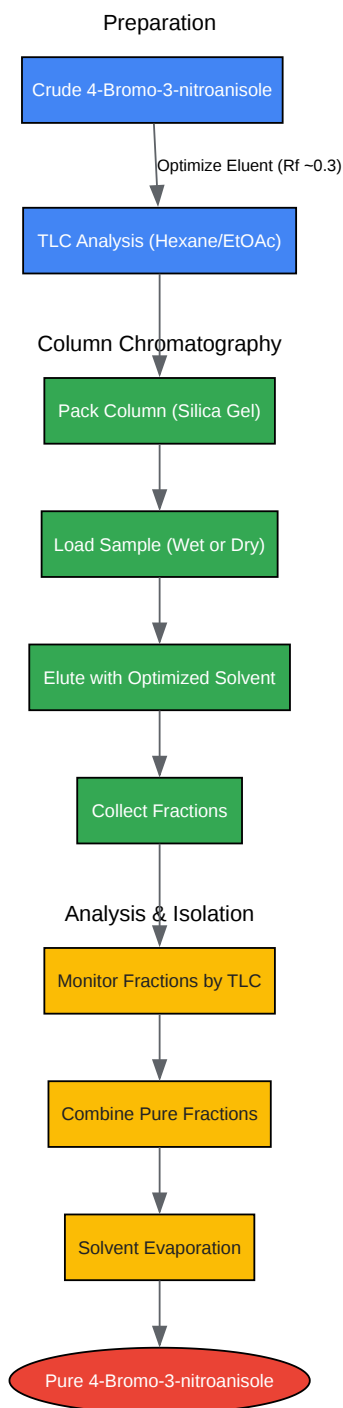 Preparation
Crude 4-Bromo-3-nitroanisole
Optimize Eluent (Rf ~0.3)
TLC Analysis (Hexane/EtOAc)
Column Chromatography
Pack Column (Silica Gel)
Load Sample (Wet or Dry)
Elute with Optimized Solvent
Collect Fractions
Analysis & Isolation
Monitor Fractions by TLC
Combine Pure Fractions
Solvent Evaporation
Pure 4-Bromo-3-nitroanisole